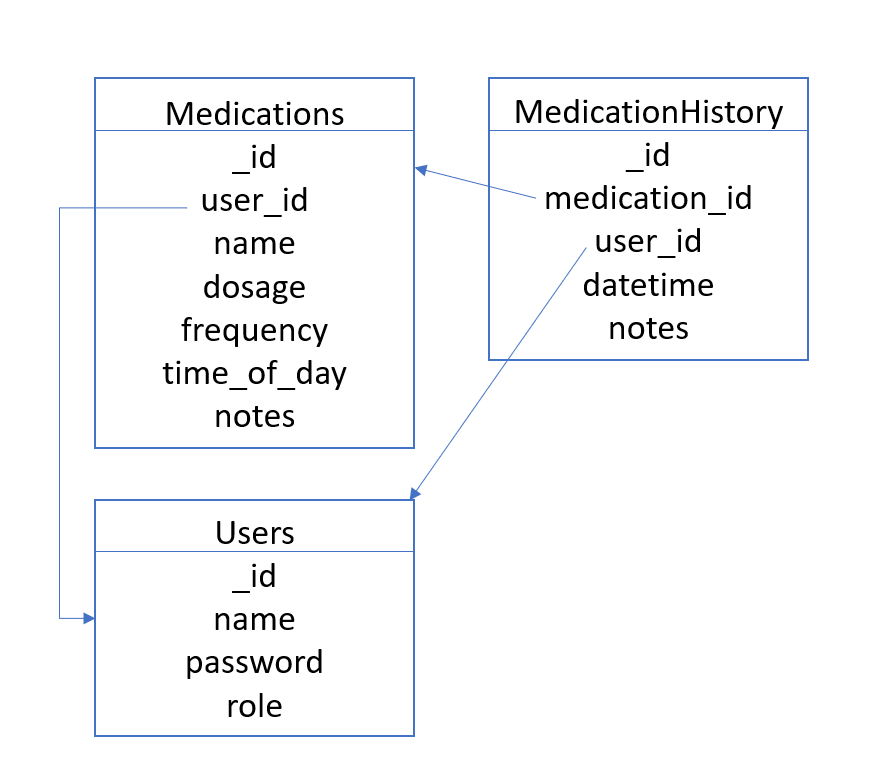 Medications
_id
user_id
name
dosage
frequency
time_of_day
notes
MedicationHistory
_id
medication_id
user_id
datetime
notes
Users
_id
name
password
role